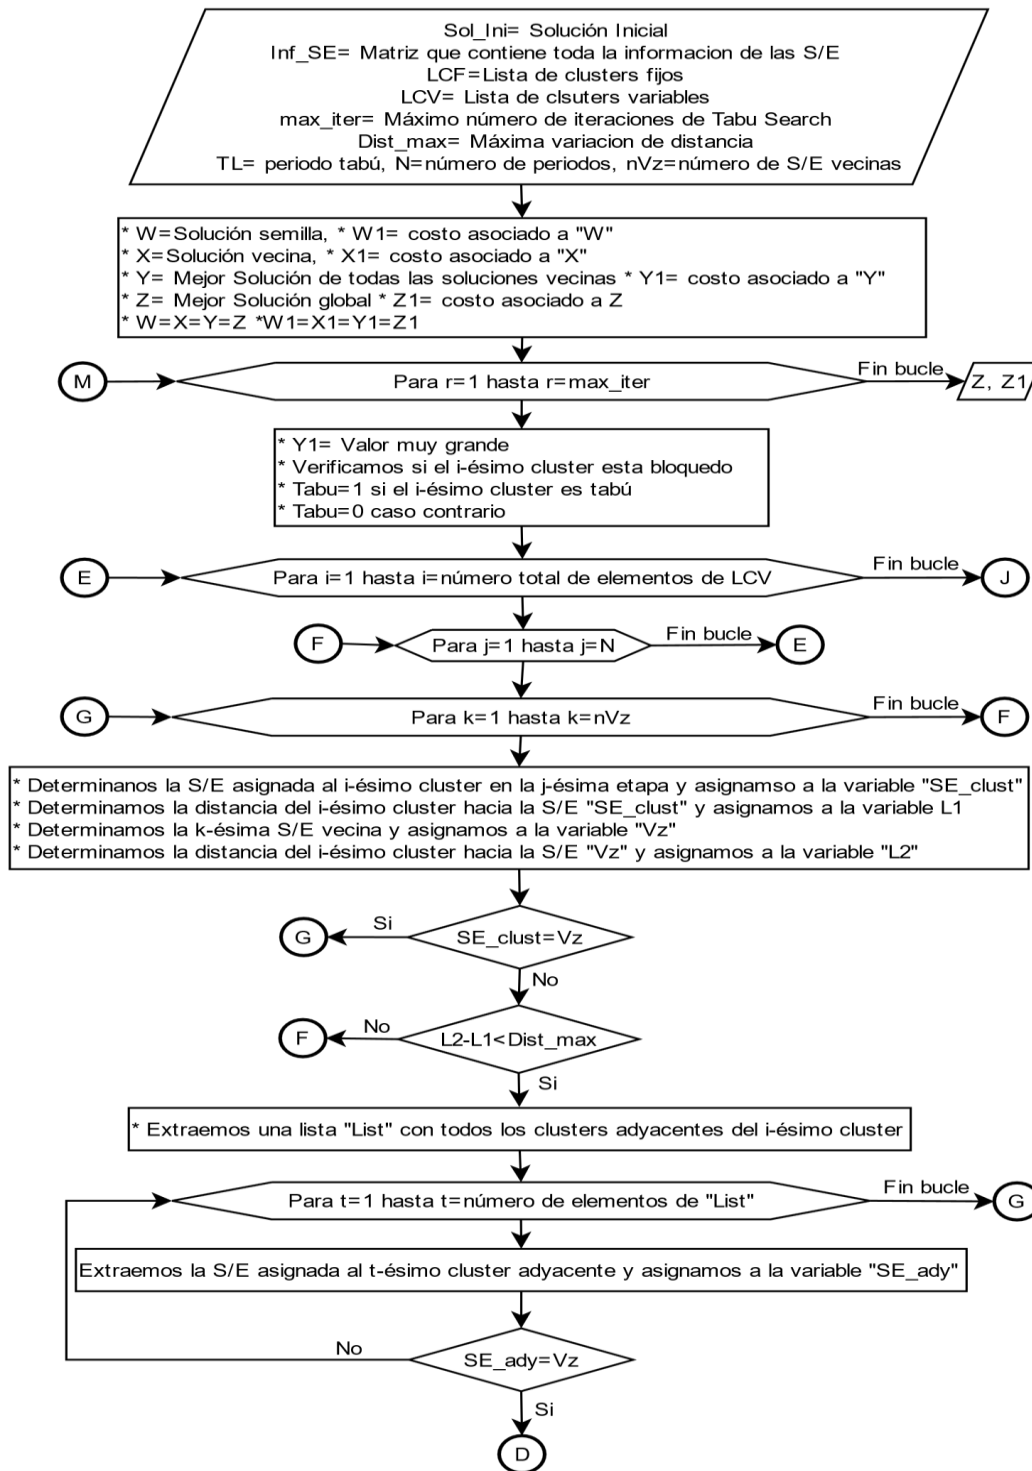 Sol_Ini= Solución Inicial
Inf_SE= Matriz que contiene toda la informacion de las S/E
LCF=Lista de clusters fijos
LCV= Lista de clsuters variables
max_iter= Máximo número de iteraciones de Tabu Search
Dist_max= Máxima variacion de distancia
TL= periodo tabú, N=número de periodos, nVz=número de S/E vecinas
* W=Solución semilla, * W1= costo asociado a "W"
* X=Solución vecina, * X1= costo asociado a "X"
* Y= Mejor Solución de todas las soluciones vecinas * Y1= costo asociado a "Y"
* Z= Mejor Solución global * Z1= costo asociado a Z
* W=X=Y=Z *W1=X1=Y1=Z1
M
Para r=1 hasta r=max_iter
Fin bucle
Z, Z1
* Y1= Valor muy grande
* Verificamos si el i-ésimo cluster esta bloquedo
* Tabu=1 si el i-ésimo cluster es tabú
* Tabu=0 caso contrario
E
Para i=1 hasta i=número total de elementos de LCV
Fin bucle
J
F
Para j=1 hasta j=N
Fin bucle
E
G
Para k=1 hasta k=nVz
Fin bucle
F
* Determinanos la S/E asignada al i-ésimo cluster en la j-ésima etapa y asignamso a la variable "SE_clust"
* Determinamos la distancia del i-ésimo cluster hacia la S/E "SE_clust" y asignamos a la variable L1
* Determinamos la k-ésima S/E vecina y asignamos a la variable "Vz"
* Determinamos la distancia del i-ésimo cluster hacia la S/E "Vz" y asignamos a la variable "L2"
G
Si
SE_clust=Vz
No
F
No
L2-L1<Dist_max
Si
* Extraemos una lista "List" con todos los clusters adyacentes del i-ésimo cluster
Para t=1 hasta t=número de elementos de "List"
Fin bucle
G
Extraemos la S/E asignada al t-ésimo cluster adyacente y asignamos a la variable "SE_ady"
No
SE_ady=Vz
Si
D